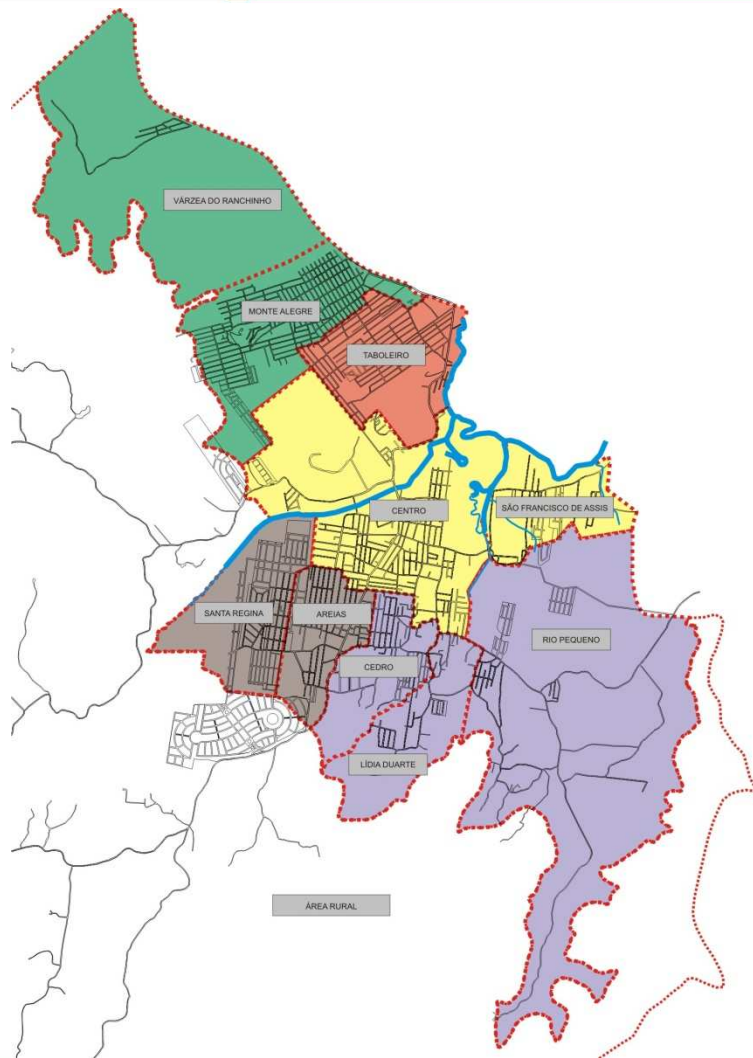 VÁRZEA DO RANCHINHO
MONTE ALEGRE
TABOLEIRO
CENTRO
SÃO FRANCISCO DE ASSIS
SANTA REGINA
AREIAS
RIO PEQUENO
CEDRO
LÍDIA DUARTE
ÁREA RURAL